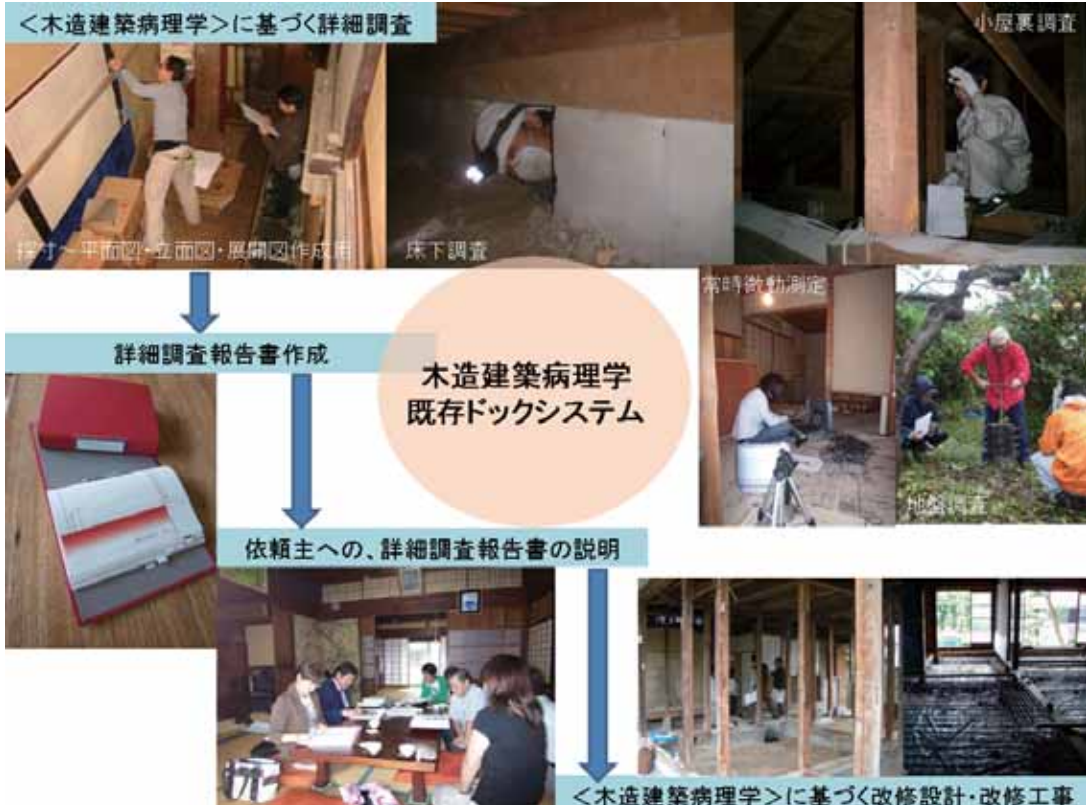 <木造建築病理学>に基づく詳細調査
小屋裏調査
採寸~平面図・立面図・展開図作成用
床下調査
常時微動測定
地盤調査
詳細調査報告書作成
木造建築病理学
既存ドックシステム
依頼主への、詳細調査報告書の説明
<木造建築病理学>に基づく改修設計・改修工事